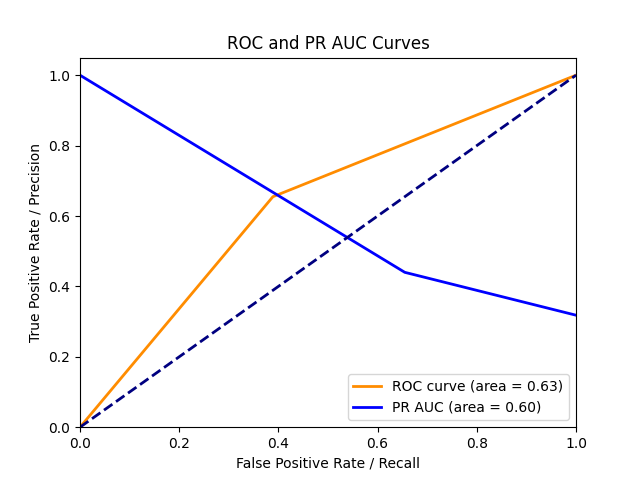 ROC and PR AUC Curves
True Positive Rate / Precision
1.0
0.8
0.6
0.4
0.2
0.0
0.0 0.2 0.4 0.6 0.8 1.0
False Positive Rate / Recall
ROC curve (area = 0.63)
PR AUC (area = 0.60)